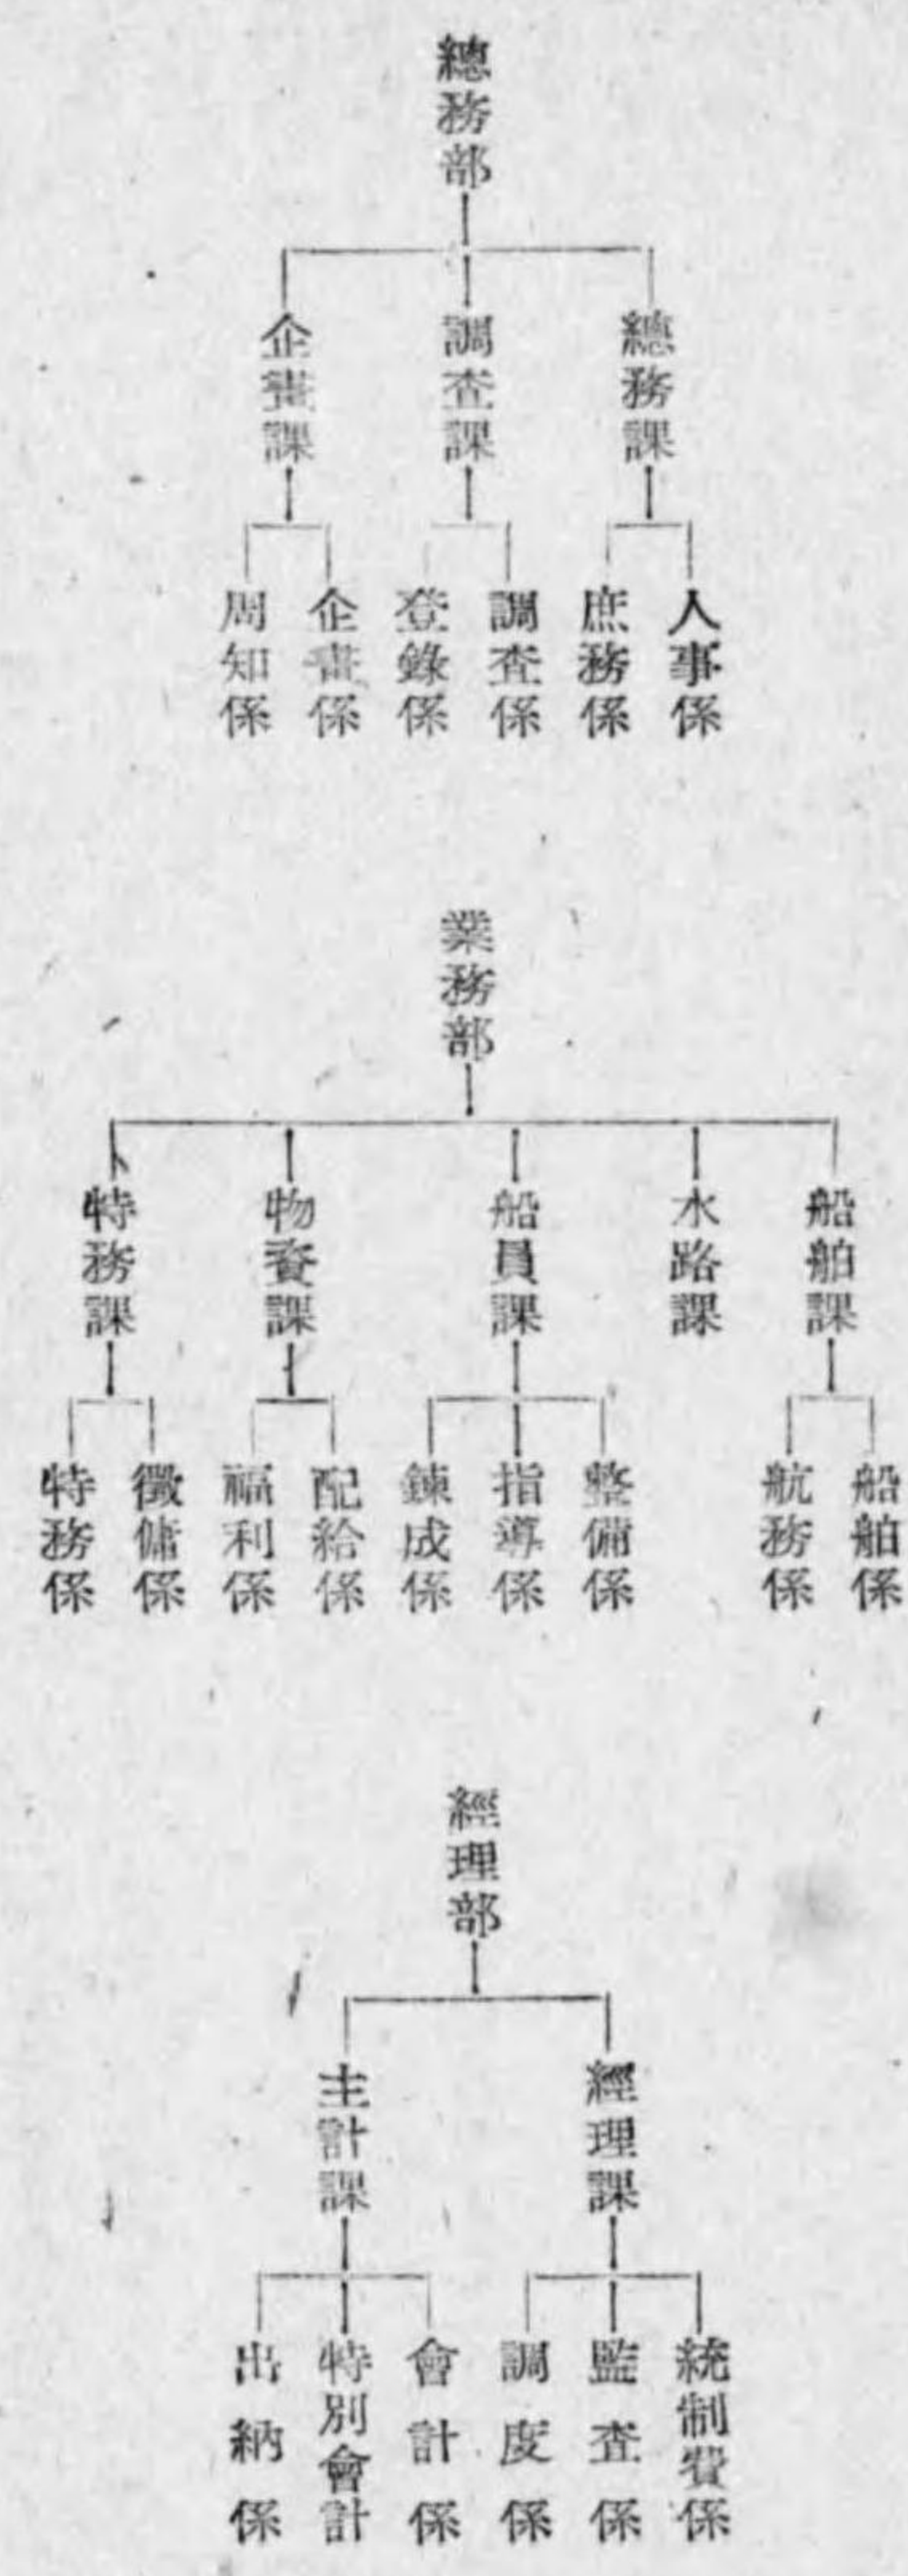 總務部
總務課
調査課
企畫課
人事係
庶務係
調査係
登錄係
企畫係
周知係
業務部
船舶課
水路課
船員課
物資課
特務課
船舶係
航務係
整備係
指導係
鍊成係
配給係
福利係
徵傭係
特務係
經理部
經理課
主計課
統制費係
監査係
調度係
會計係
特別會計
出納係